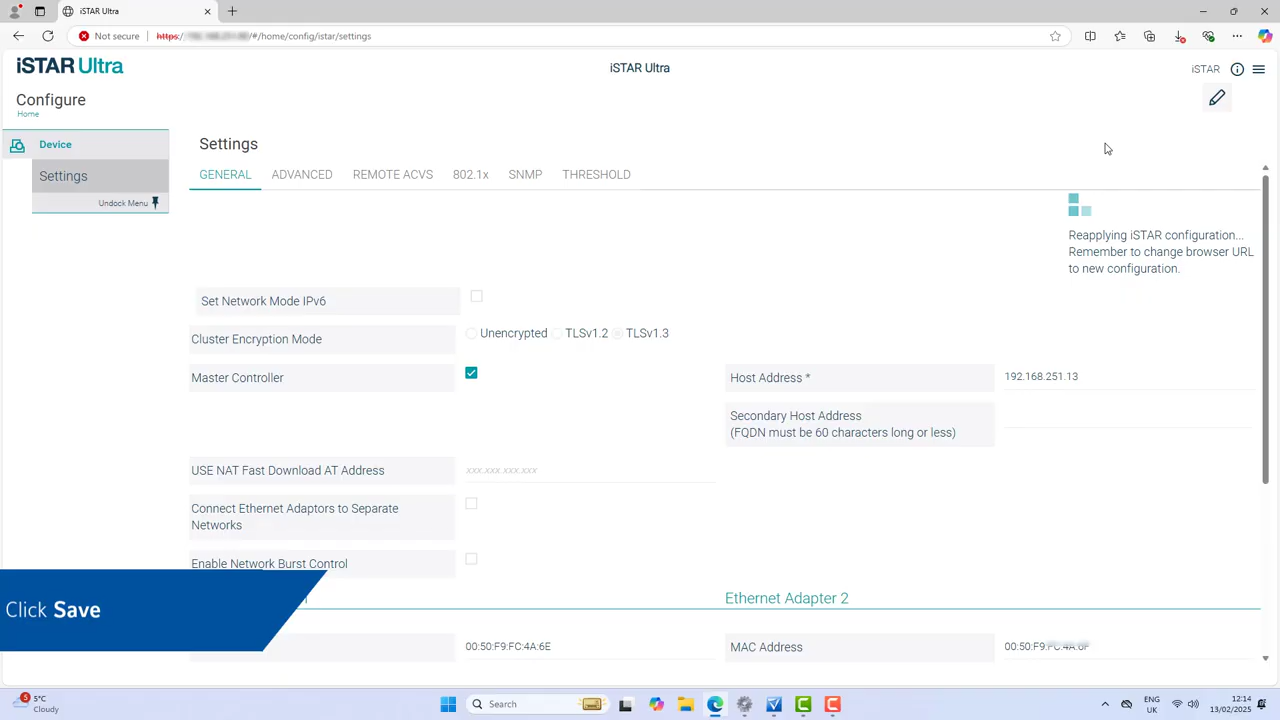 iSTAR Ultra
Not secure
https://
/#/home/config/istar/settings
iSTAR Ultra
iSTAR Ultra
iSTAR
Configure
Home
Device
Settings
Undock Menu
Settings
GENERAL
ADVANCED
REMOTE ACVS
802.1x
SNMP
THRESHOLD
Reapplying iSTAR configuration...
Remember to change browser URL
to new configuration.
Set Network Mode IPv6
Cluster Encryption Mode
Unencrypted
TLSv1.2
TLSv1.3
Master Controller
Host Address *
192.168.251.13
Secondary Host Address
(FQDN must be 60 characters long or less)
USE NAT Fast Download AT Address
xxx.xxx.xxx.xxx
Connect Ethernet Adaptors to Separate
Networks
Enable Network Burst Control
Click Save
Ethernet Adapter 2
00:50:F9:FC:4A:6E
MAC Address
00:50:F9:
5
5°C
Cloudy
Search
ENG
UK
12:14
13/02/2025